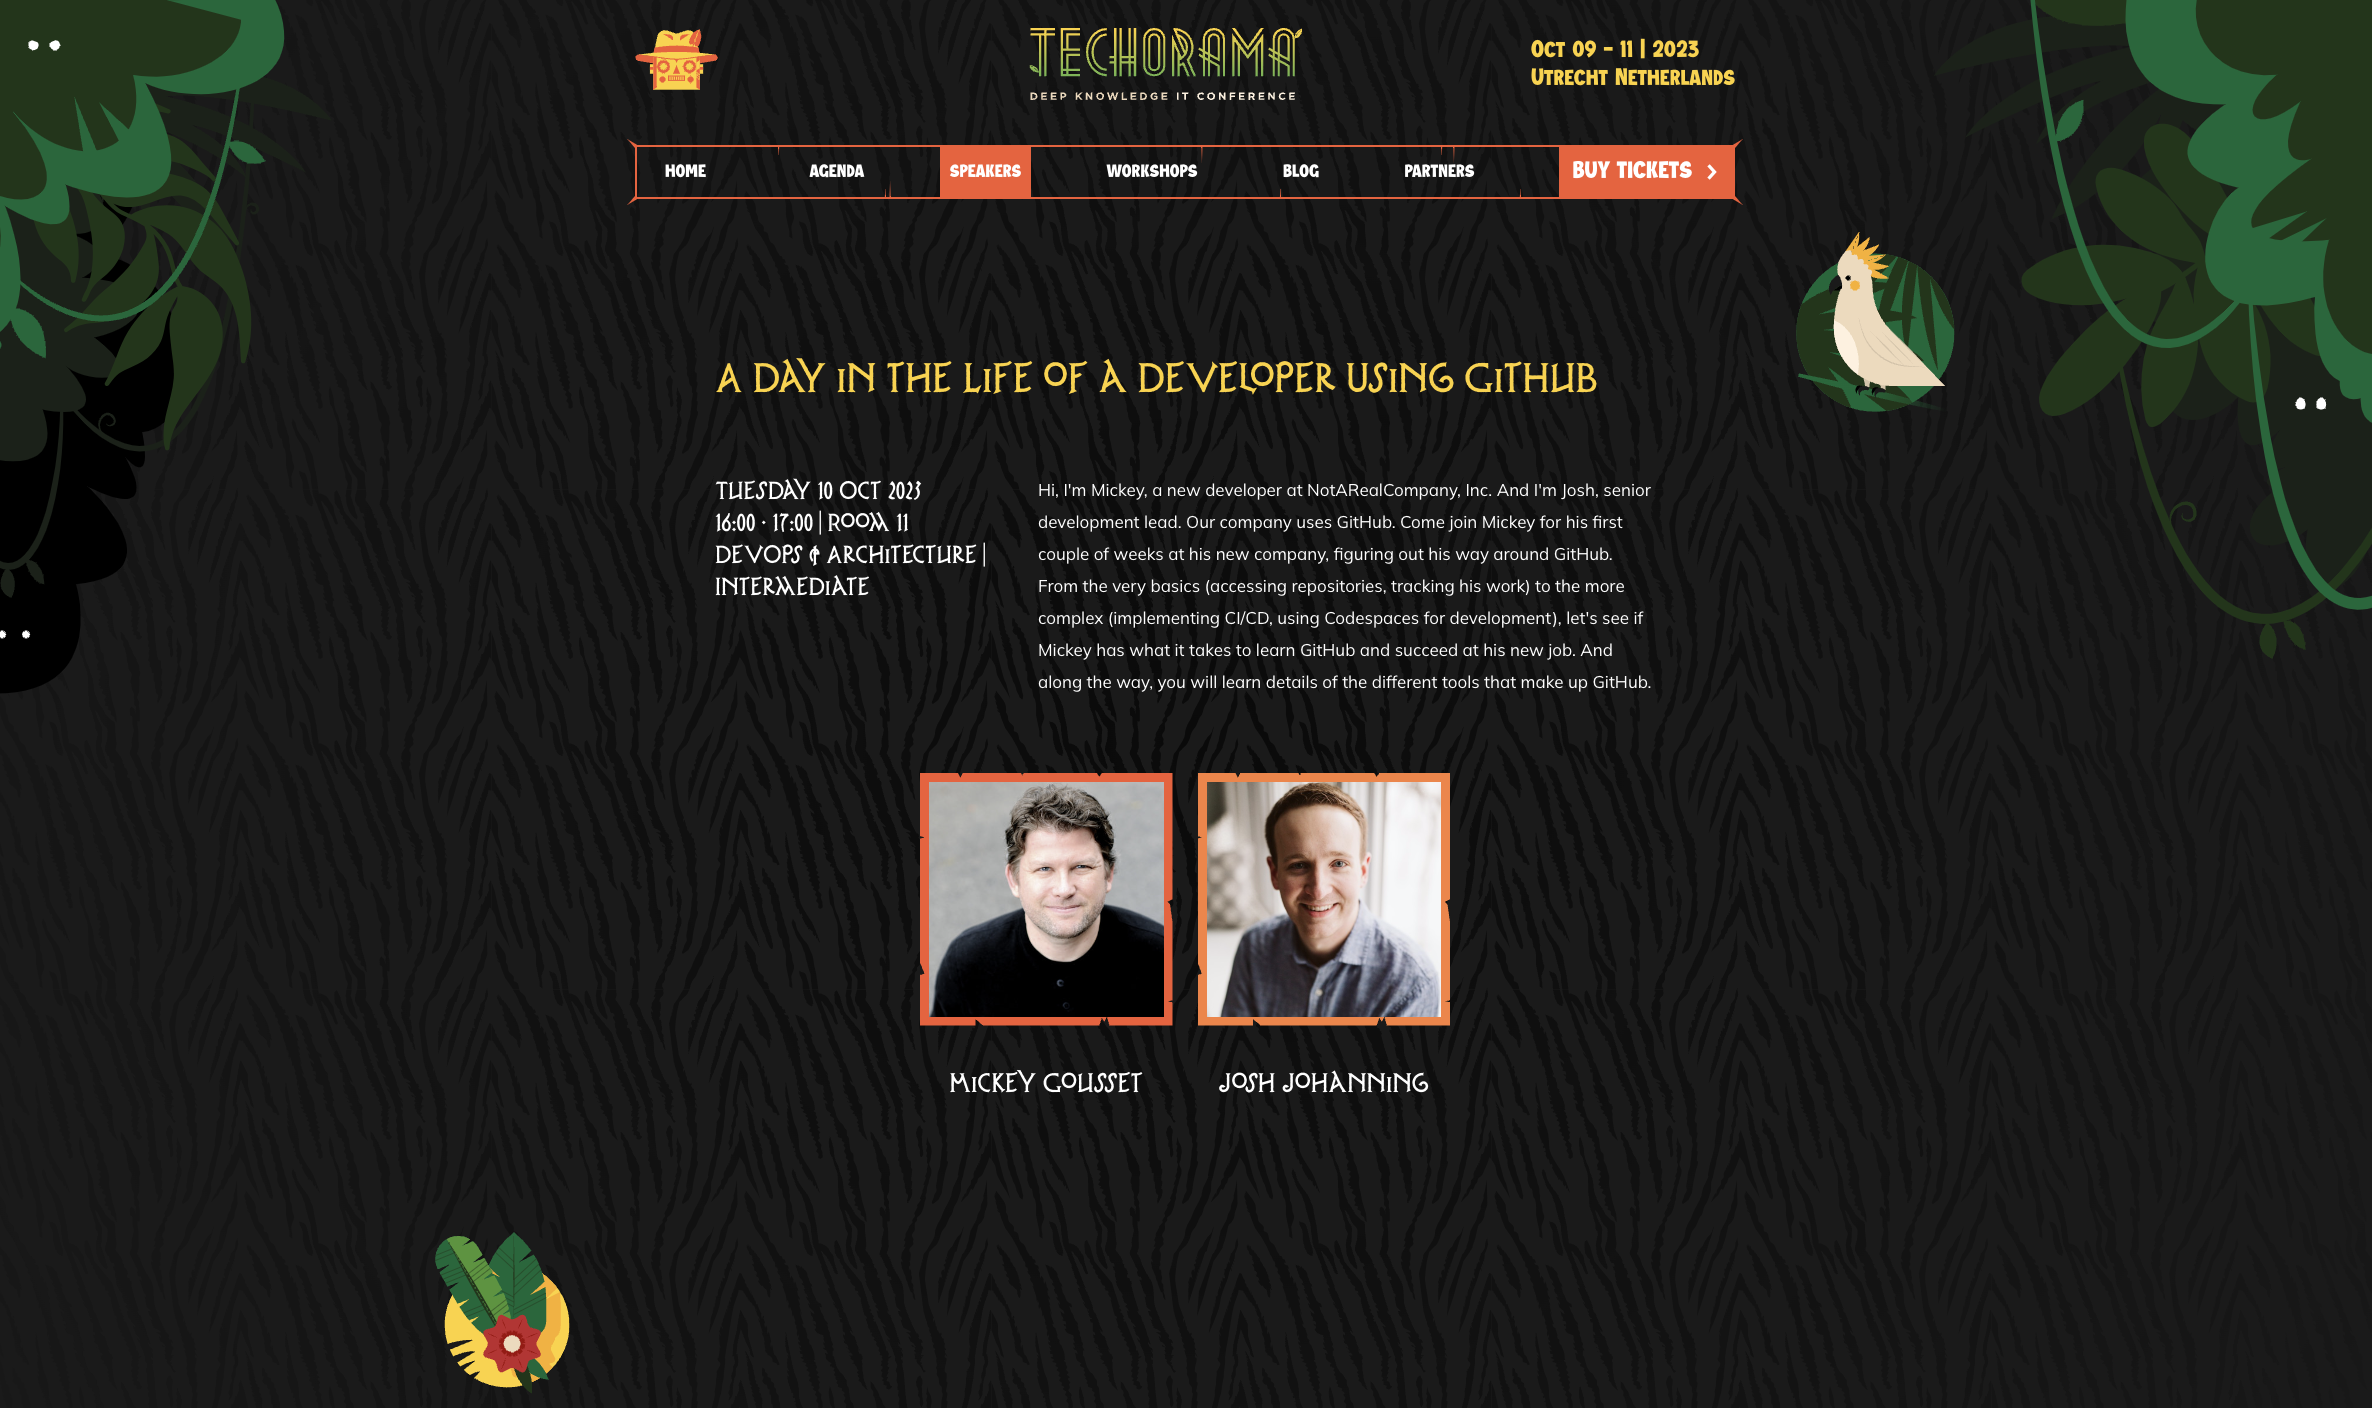 TECHORAMA
DEEP KNOWLEDGE IT CONFERENCE
Oct 09 - 11 | 2023
Utrecht Netherlands
HOME
AGENDA
SPEAKERS
WORKSHOPS
BLOG
PARTNERS
BUY TICKETS
A DAY IN THE LIFE OF A DEVELOPER USING GITHUB
TUESDAY 10 OCT 2023
16:00 - 17:00 | ROOM 11
DEVOPS & ARCHITECTURE |
INTERMEDIATE
Hi, I'm Mickey, a new developer at NotARealCompany, Inc. And I'm Josh, senior
development lead. Our company uses GitHub. Come join Mickey for his first
couple of weeks at his new company, figuring out his way around GitHub.
From the very basics (accessing repositories, tracking his work) to the more
complex (implementing CI/CD, using Codespaces for development), let's see if
Mickey has what it takes to learn GitHub and succeed at his new job. And
along the way, you will learn details of the different tools that make up GitHub.
MICKEY GOUSSET
JOSH JOHANNING